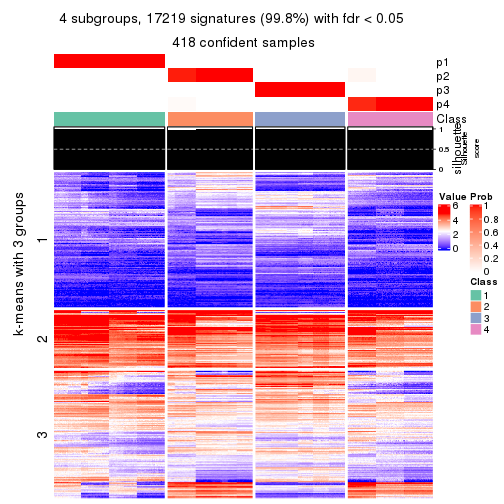 4 subgroups, 17219 signatures (99.8%) with fdr < 0.05
418 confident samples
p1
p2
p3
p4
Class
silhouette
Silhouette
score
1
0.5
0
k-means with 3 groups
1
2
3
Value
6
4
2
0
Prob
1
0.8
0.6
0.4
0.2
0
Class
1
2
3
4